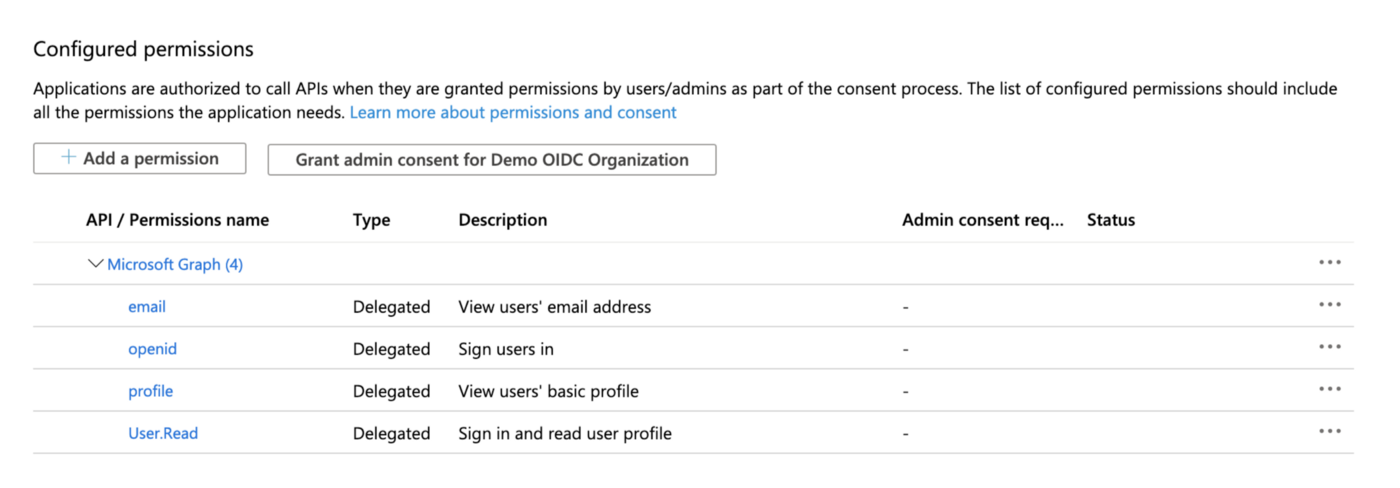 Configured permissions
Applications are authorized to call APIs when they are granted permissions by users/admins as part of the consent process. The list of configured permissions should include
all the permissions the application needs. Learn more about permissions and consent
+ Add a permission Grant admin consent for Demo OIDC Organization
API / Permissions name Type Description Admin consent req... Status
Microsoft Graph (4) ...
email Delegated View users' email address - ...
openid Delegated Sign users in - ...
profile Delegated View users' basic profile - ...
User.Read Delegated Sign in and read user profile - ...